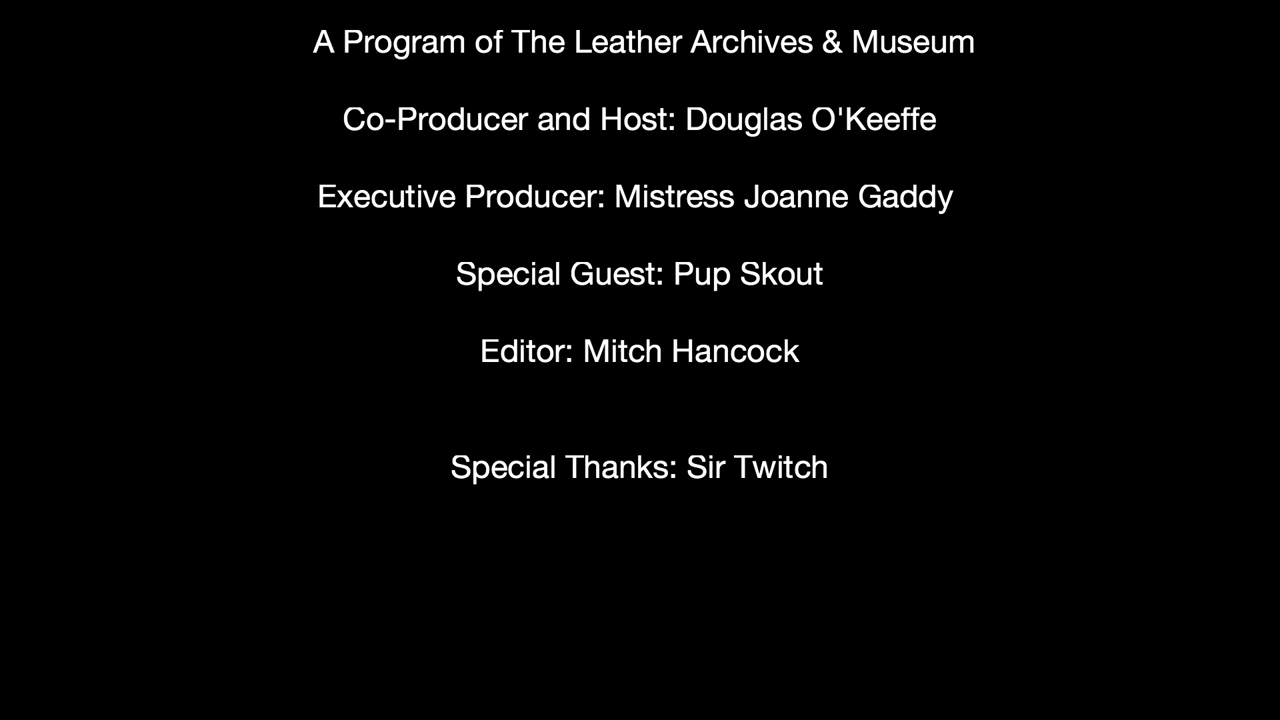 A Program of The Leather Archives & Museum
Co-Producer and Host: Douglas O'Keeffe
Executive Producer: Mistress Joanne Gaddy
Special Guest: Pup Skout
Editor: Mitch Hancock
Special Thanks: Sir Twitch